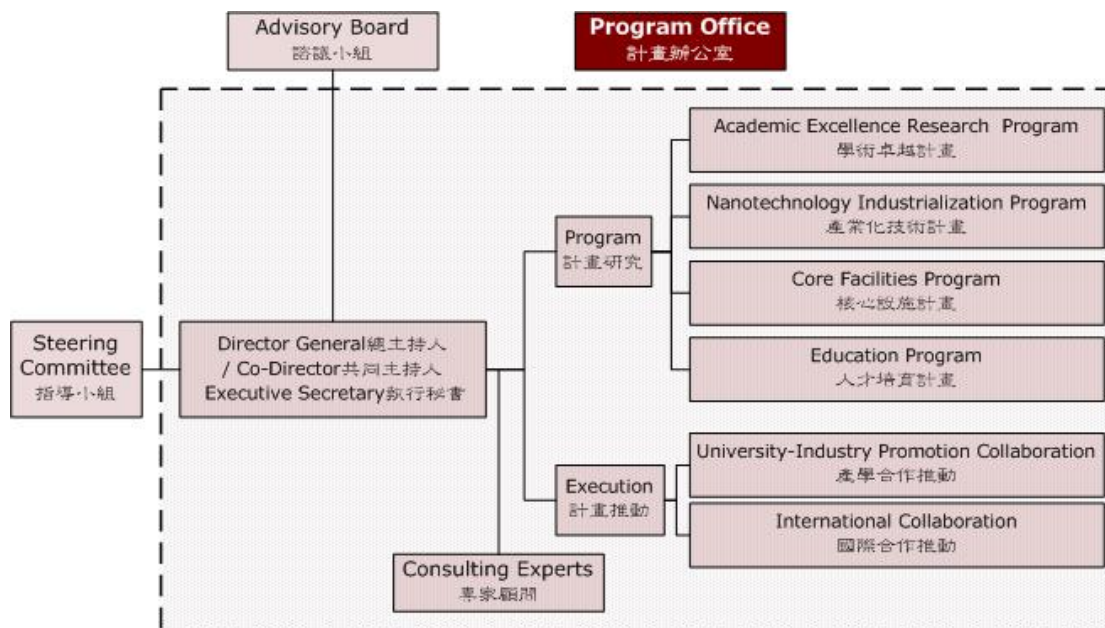 Advisory Board
諮議小組
Program Office
計畫辦公室
Academic Excellence Research Program
學術卓越計畫
Nanotechnology Industrialization Program
產業化技術計畫
Program
計畫研究
Core Facilities Program
核心設施計畫
Steering
Committee
指導小組
Director General總主持人
/ Co-Director共同主持人
Executive Secretary執行秘書
Education Program
人才培育計畫
University-Industry Promotion Collaboration
產學合作推動
Execution
計畫推動
International Collaboration
國際合作推動
Consulting Experts
專家顧問